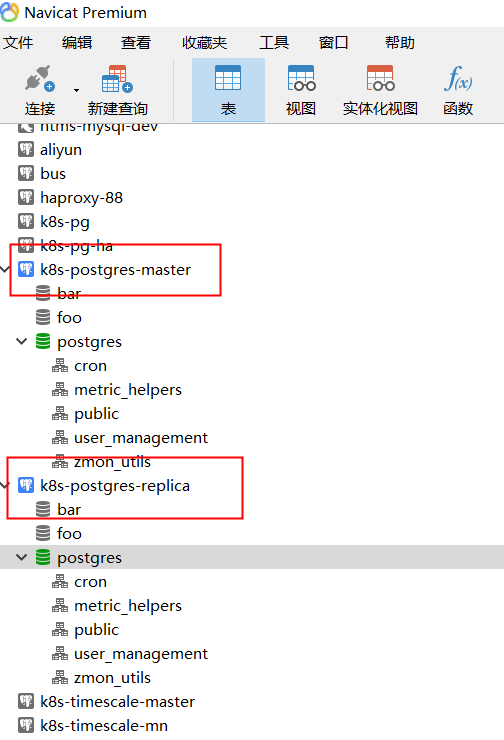 Navicat Premium
文件 编辑 查看 收藏夹 工具 窗口 帮助
连接 新建查询 表 视图 实体化视图 函数
htms-mysql-dev
aliyun
bus
haproxy-88
k8s-pg
k8s-pg-ha
k8s-postgres-master
bar
foo
postgres
cron
metric_helpers
public
user_management
zmon_utils
k8s-postgres-replica
bar
foo
postgres
cron
metric_helpers
public
user_management
zmon_utils
k8s-timescale-master
k8s-timescale-mn